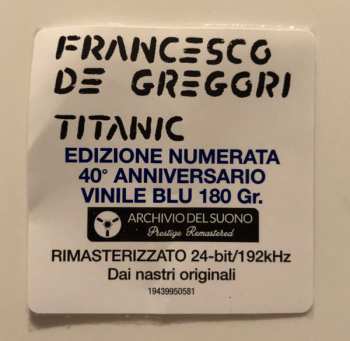 FRANCESCO
DE GREGORI
TITANIC
EDIZIONE NUMERATA
40° ANNIVERSARIO
VINILE BLU 180 Gr.
ARCHIVIO DEL SUONO
Prestige Remastered
RIMASTERIZZATO 24-bit/192kHz
Dai nastri originali
19439950581